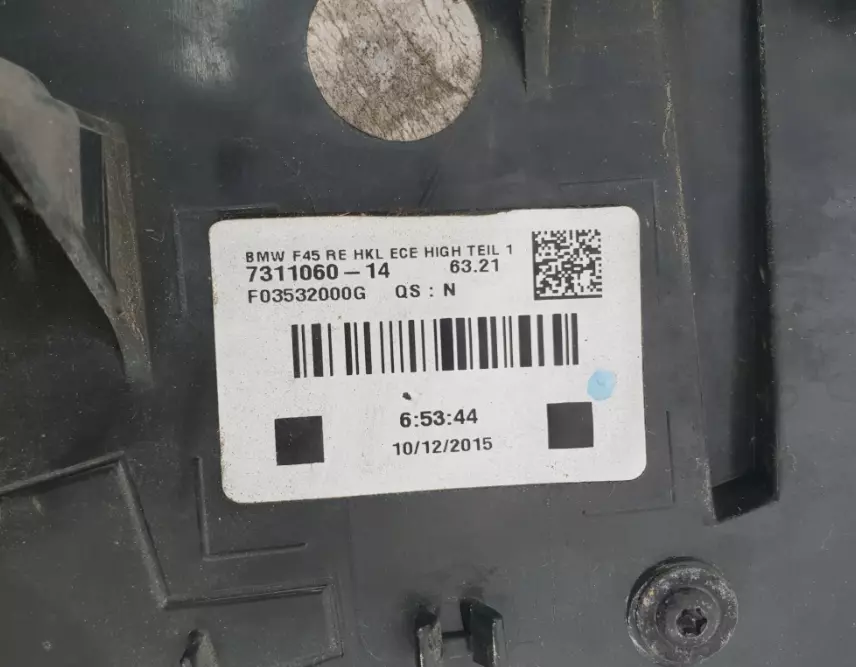 BMW F45 RE HKL ECE HIGH TEIL 1
7311060-14 63.21
F03532000G QS : N
6:53:44
10/12/2015